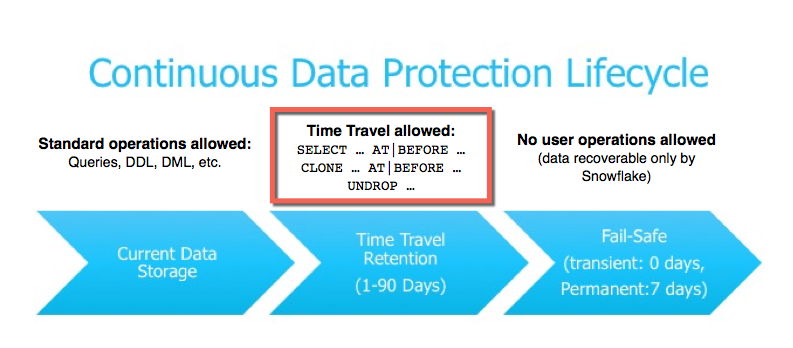 Continuous Data Protection Lifecycle
Standard operations allowed:
Queries, DDL, DML, etc.
Time Travel allowed:
SELECT … AT|BEFORE …
CLONE … AT|BEFORE …
UNDROP …
No user operations allowed
(data recoverable only by
Snowflake)
Current Data
Storage
Time Travel
Retention
(1-90 Days)
Fail-Safe
(transient: 0 days,
Permanent:7 days)